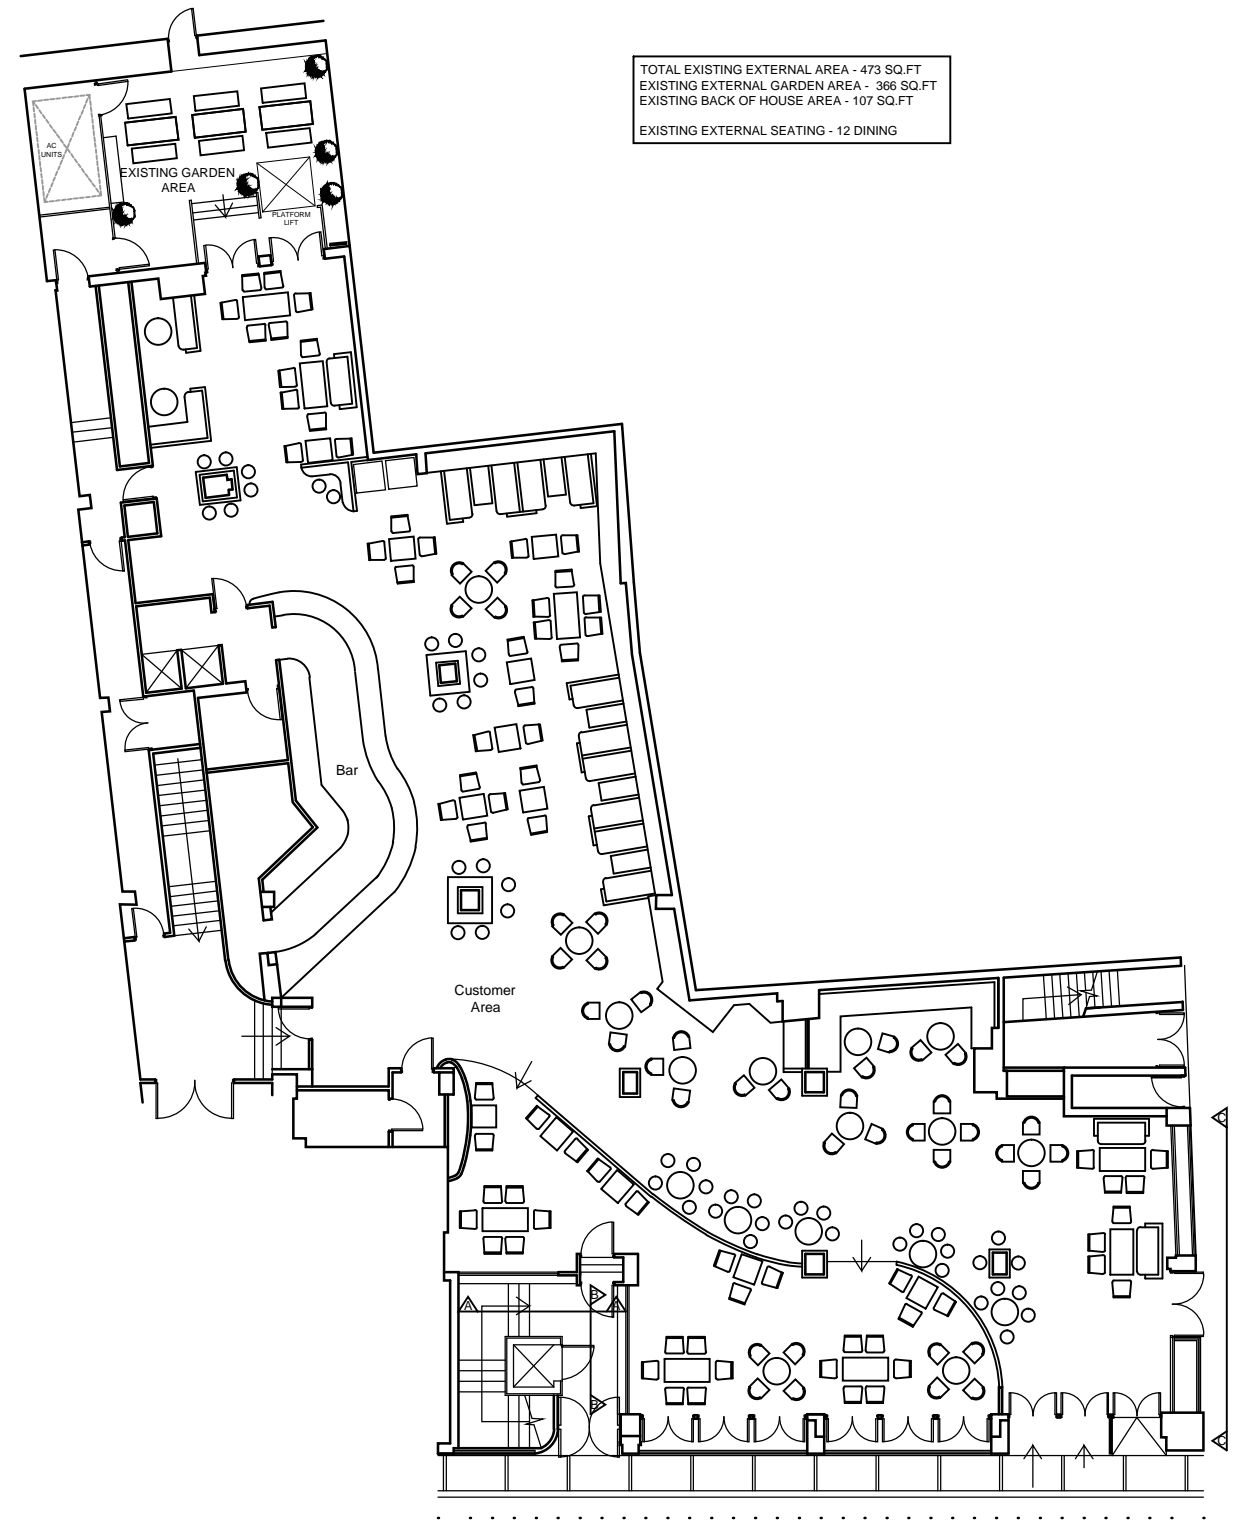 TOTAL EXISTING EXTERNAL AREA - 473 SQ.FT
EXISTING EXTERNAL GARDEN AREA - 366 SQ.FT
EXISTING BACK OF HOUSE AREA - 107 SQ.FT
EXISTING EXTERNAL SEATING - 12 DINING
AC
UNITS
EXISTING GARDEN
AREA
PLATFORM
LIFT
Bar
Customer
Area
C
A
B
A
B
C